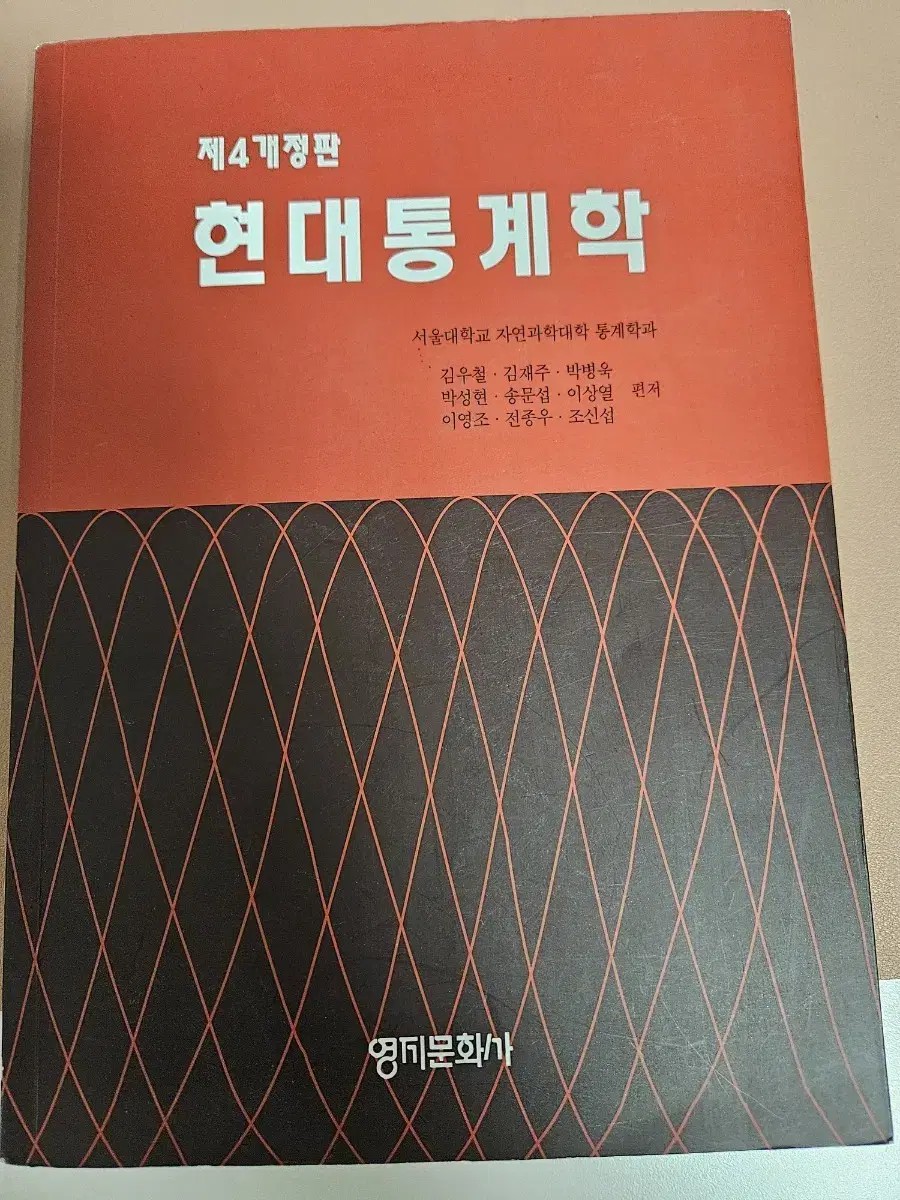 제4개정판
현대통계학
서울대학교 자연과학대학 통계학과
김우철 · 김재주 · 박병욱
박성현 · 송문섭 · 이상열 편저
이영조 · 전종우 · 조신섭
영지문화사